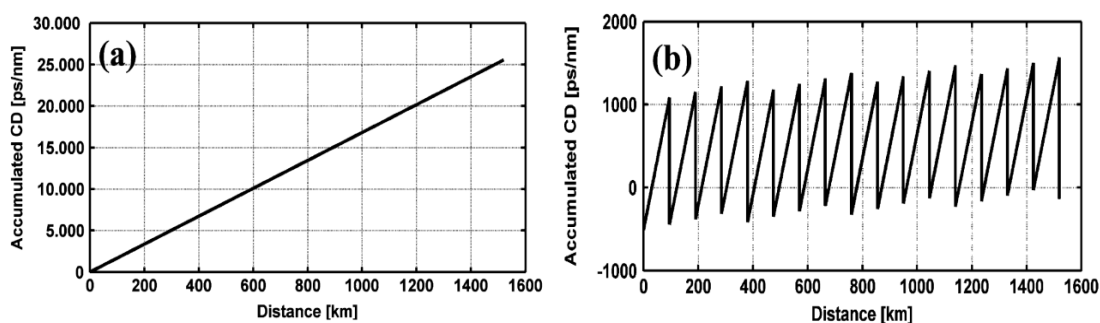 (a)
Accumulated CD [ps/nm]
30.000
25.000
20.000
15.000
10.000
5.000
0
0 200 400 600 800 1000 1200 1400 1600
Distance [km]
(b)
Accumulated CD [ps/nm]
2000
1000
0
-1000
0 200 400 600 800 1000 1200 1400 1600
Distance [km]